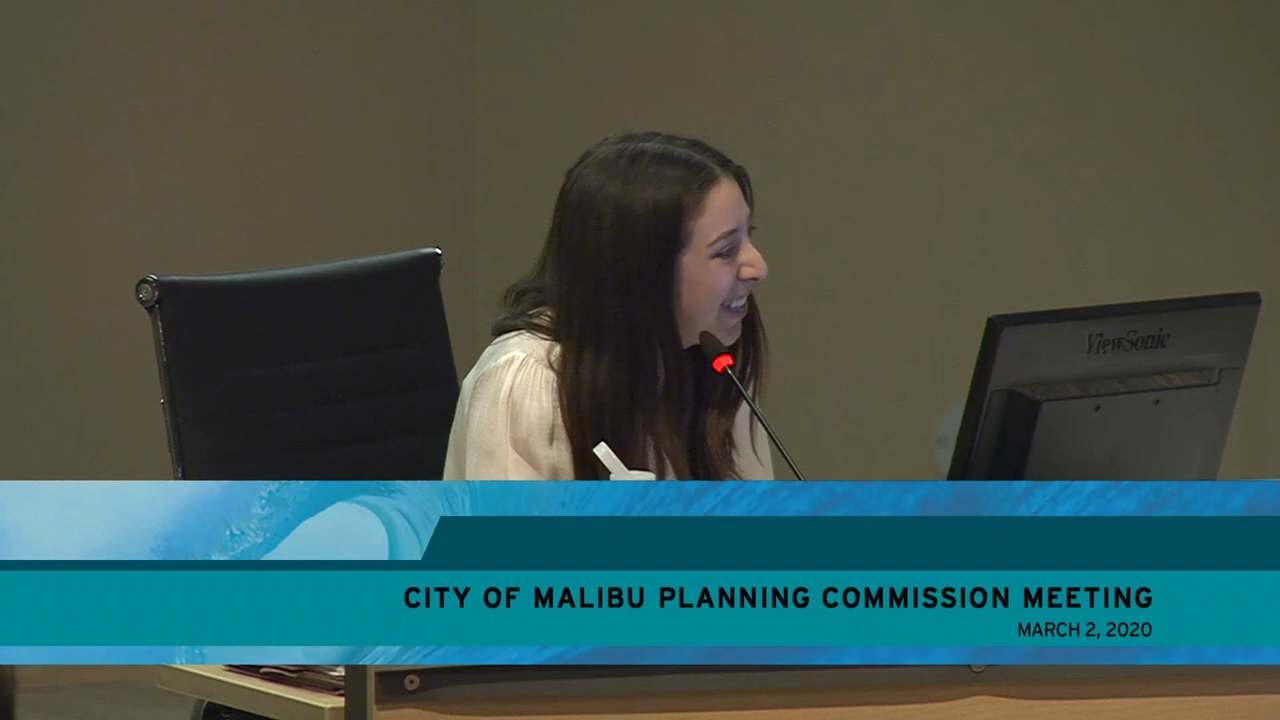 ViewSonic
CITY OF MALIBU PLANNING COMMISSION MEETING
MARCH 2, 2020